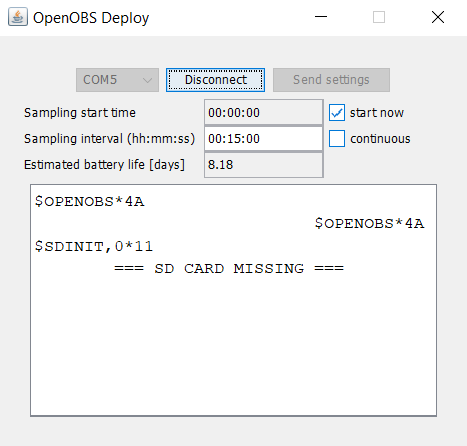 OpenOBS Deploy
COM5 Disconnect Send settings
Sampling start time 00:00:00 start now
Sampling interval (hh:mm:ss) 00:15:00 continuous
Estimated battery life [days] 8.18
$OPENOBS*4A
$OPENOBS*4A
$SDINIT,0*11
=== SD CARD MISSING ===